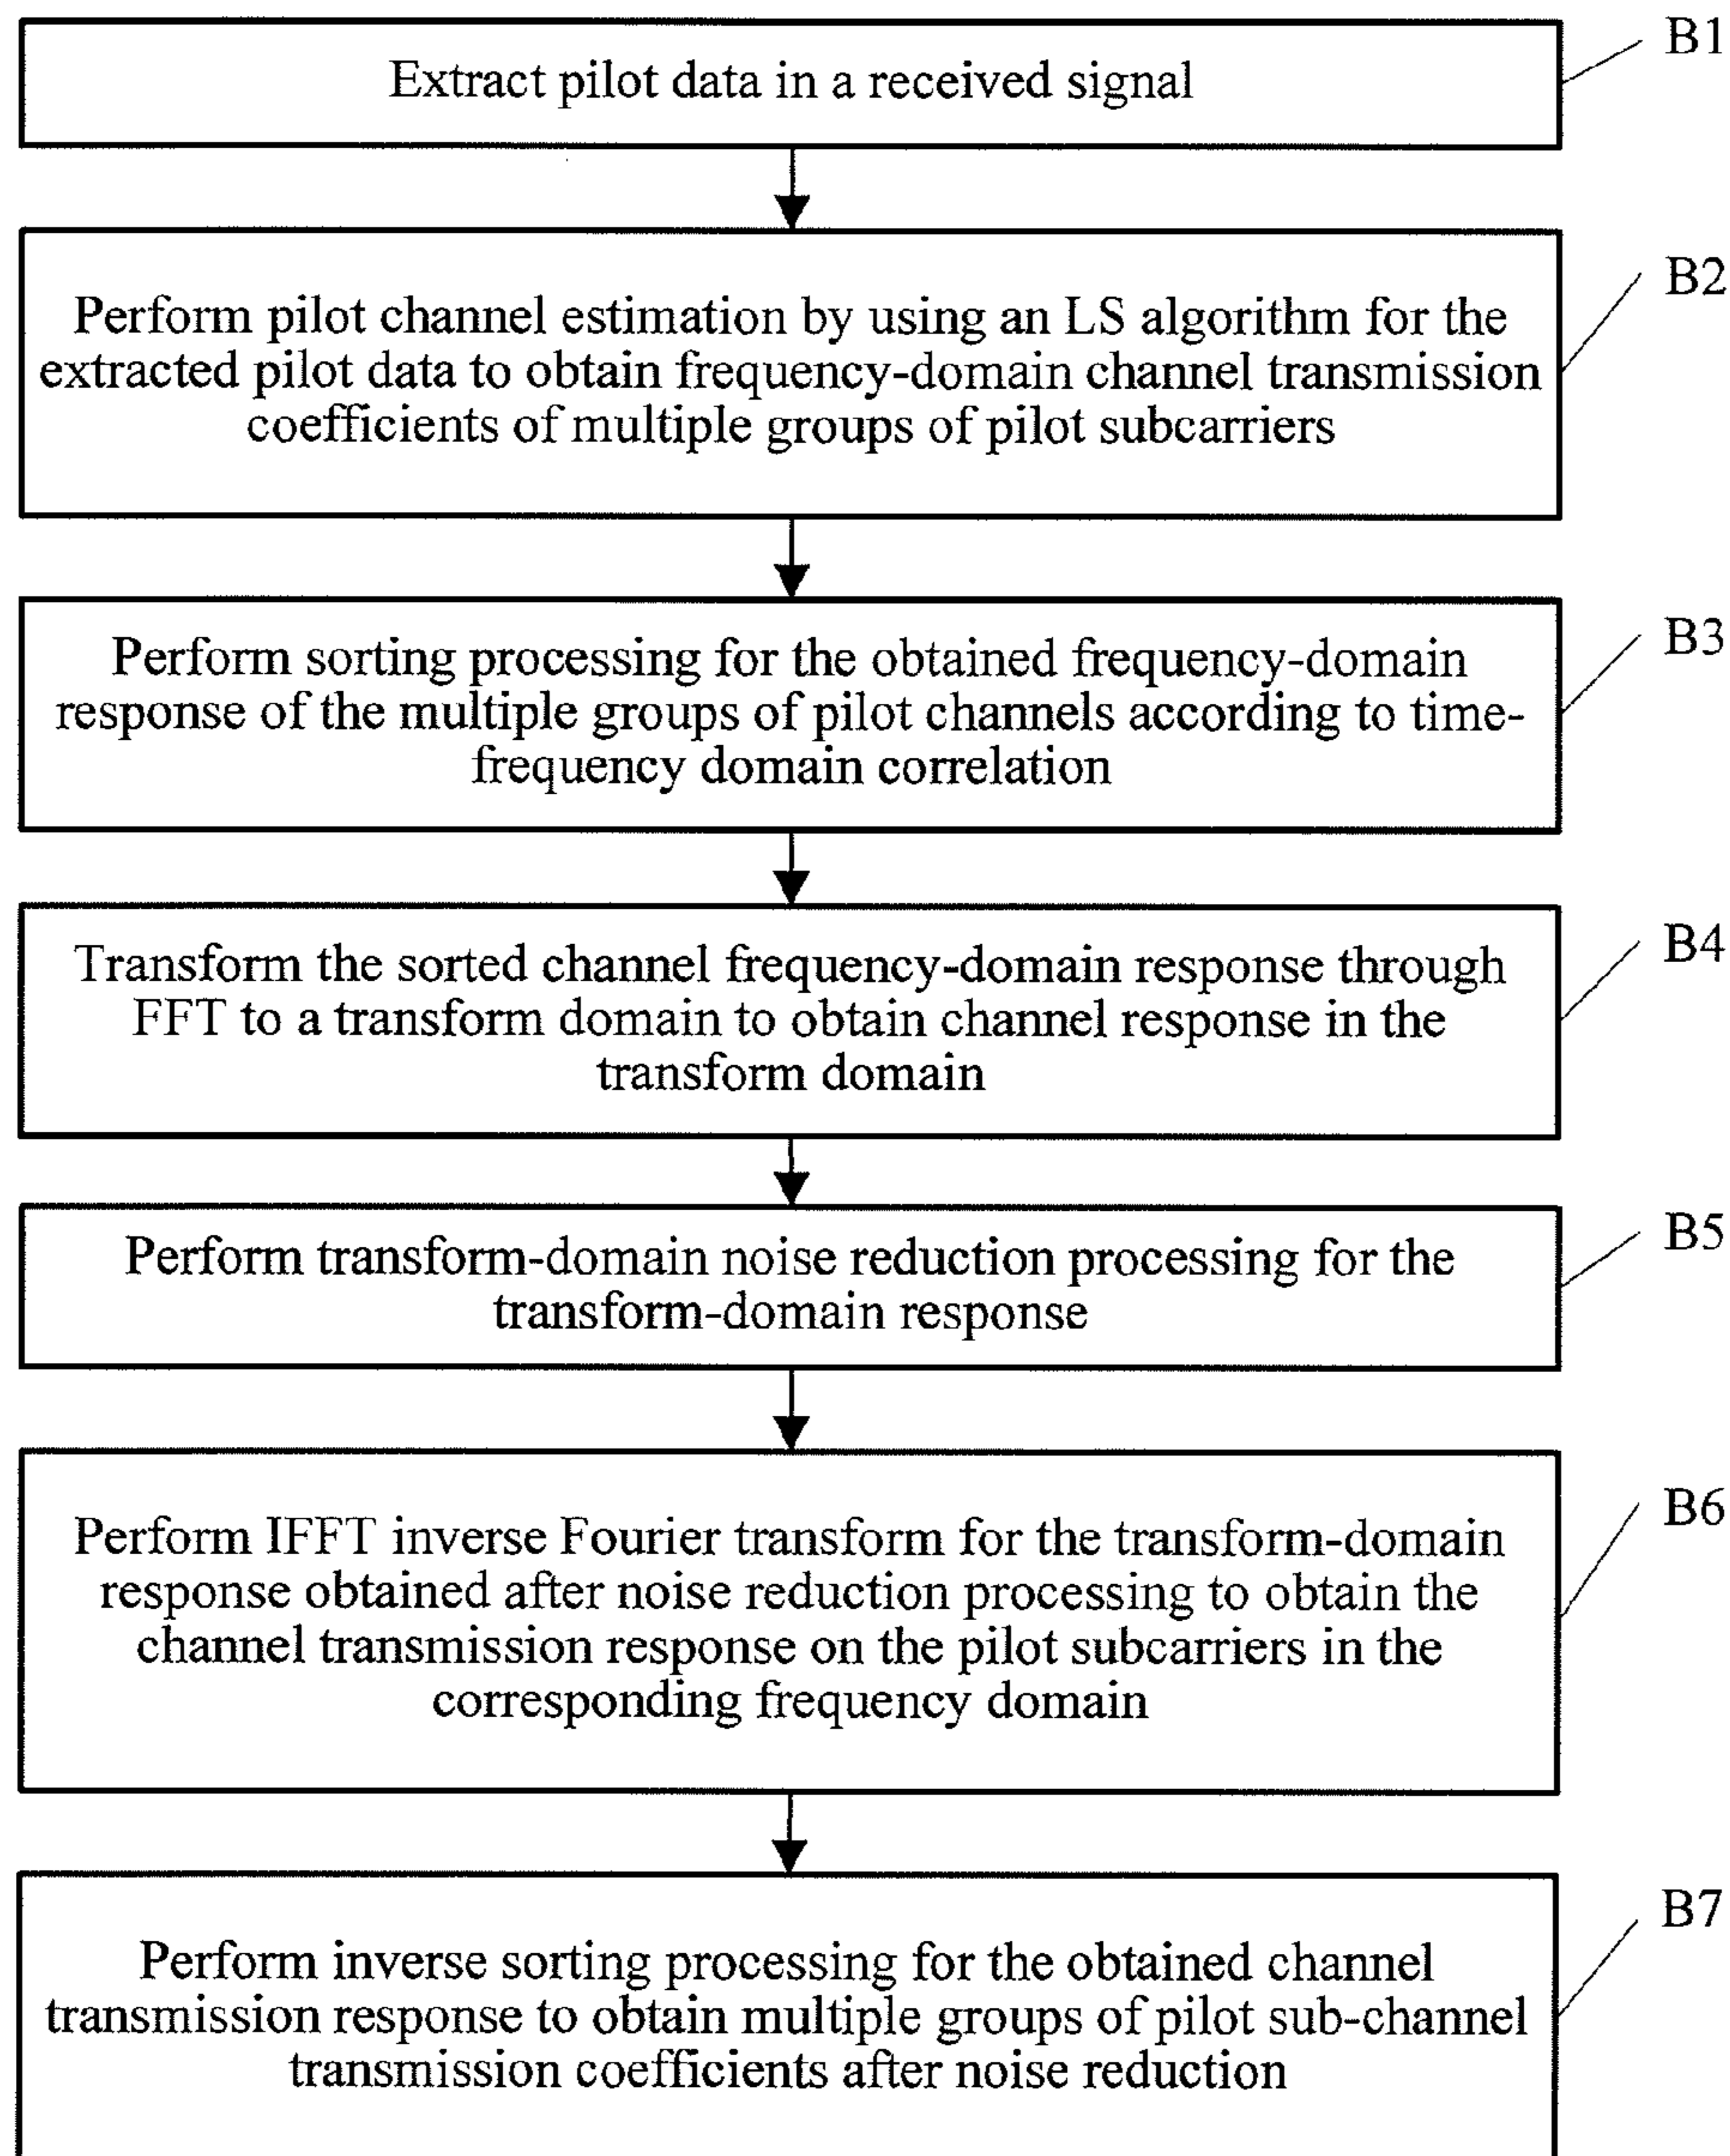 B1
Extract pilot data in a received signal
B2
Perform pilot channel estimation by using an LS algorithm for the
extracted pilot data to obtain frequency-domain channel transmission
coefficients of multiple groups of pilot subcarriers
B3
Perform sorting processing for the obtained frequency-domain
response of the multiple groups of pilot channels according to time-
frequency domain correlation
B4
Transform the sorted channel frequency-domain response through
FFT to a transform domain to obtain channel response in the
transform domain
B5
Perform transform-domain noise reduction processing for the
transform-domain response
B6
Perform IFFT inverse Fourier transform for the transform-domain
response obtained after noise reduction processing to obtain the
channel transmission response on the pilot subcarriers in the
corresponding frequency domain
B7
Perform inverse sorting processing for the obtained channel
transmission response to obtain multiple groups of pilot sub-channel
transmission coefficients after noise reduction